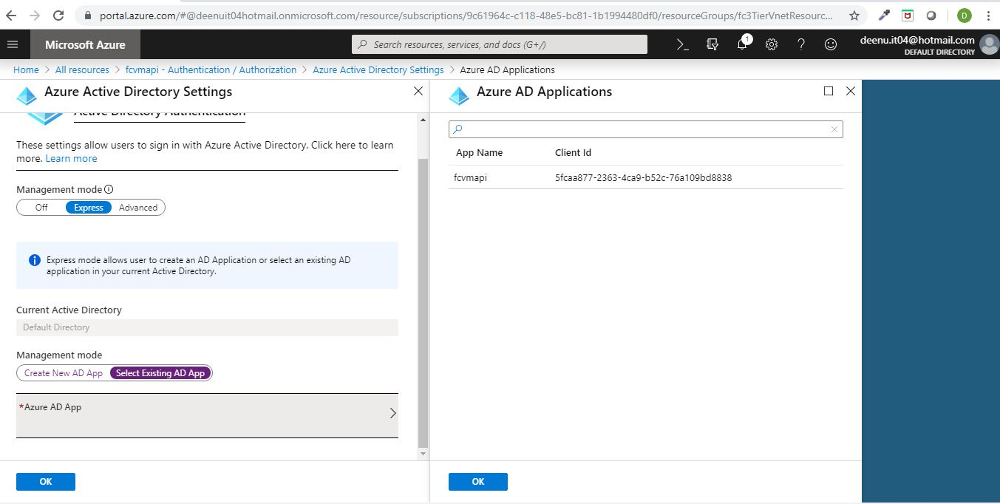 portal.azure.com/#@deenuit04hotmail.onmicrosoft.com/resource/subscriptions/9c61964c-c118-48e5-bc81-1b1994480df0/resourceGroups/fc3TierVnetResourc...
D
Microsoft Azure
Search resources, services, and docs (G+/)
1
deenu.it04@hotmail.com
DEFAULT DIRECTORY
Home > All resources > fcvmapi - Authentication / Authorization > Azure Active Directory Settings > Azure AD Applications
Azure Active Directory Settings
Active Directory Authentication
These settings allow users to sign in with Azure Active Directory. Click here to learn
more. Learn more
Management mode
Off Express Advanced
Express mode allows user to create an AD Application or select an existing AD
application in your current Active Directory.
Current Active Directory
Default Directory
Management mode
Create New AD App Select Existing AD App
*Azure AD App
OK
Azure AD Applications
App Name Client Id
fcvmapi 5fcaa877-2363-4ca9-b52c-76a109bd8838
OK